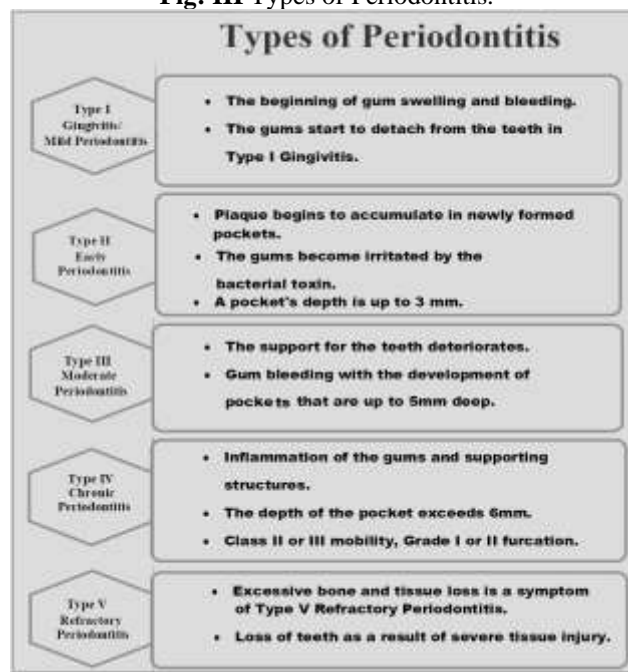 Fig. III Types of Periodontitis.
Types of Periodontitis
Type I
Gingivitis/
Mild Periodontitis
• The beginning of gum swelling and bleeding.
• The gums start to detach from the teeth in
Type I Gingivitis.
Type II
Early
Periodontitis
• Plaque begins to accumulate in newly formed
pockets.
• The gums become irritated by the
bacterial toxin.
• A pocket's depth is up to 3 mm.
Type III
Moderate
Periodontitis
• The support for the teeth deteriorates.
• Gum bleeding with the development of
pockets that are up to 5mm deep.
Type IV
Chronic
Periodontitis
• Inflammation of the gums and supporting
structures.
• The depth of the pocket exceeds 6mm.
• Class II or III mobility, Grade I or II furcation.
Type V
Refractory
Periodontitis
• Excessive bone and tissue loss is a symptom
of Type V Refractory Periodontitis.
• Loss of teeth as a result of severe tissue injury.